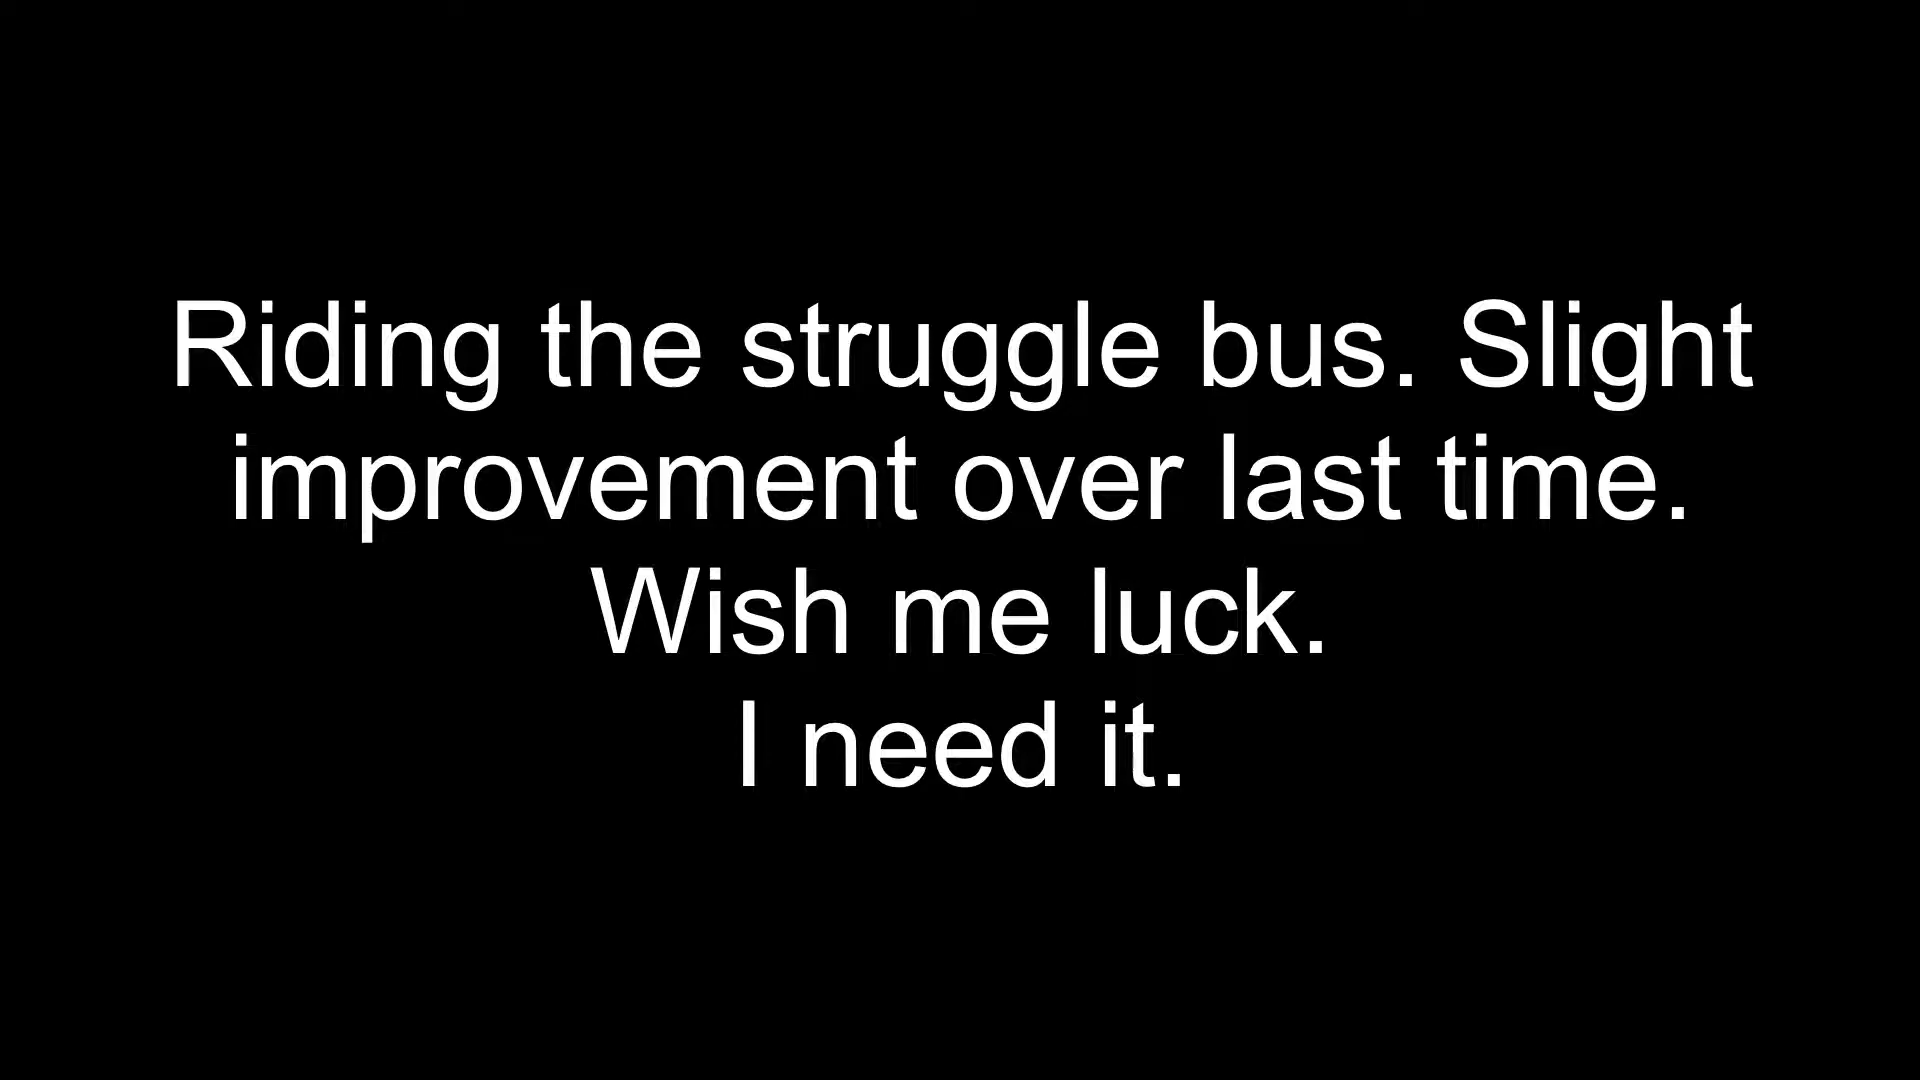 Riding the struggle bus. Slight
improvement over last time.
Wish me luck.
I need it.